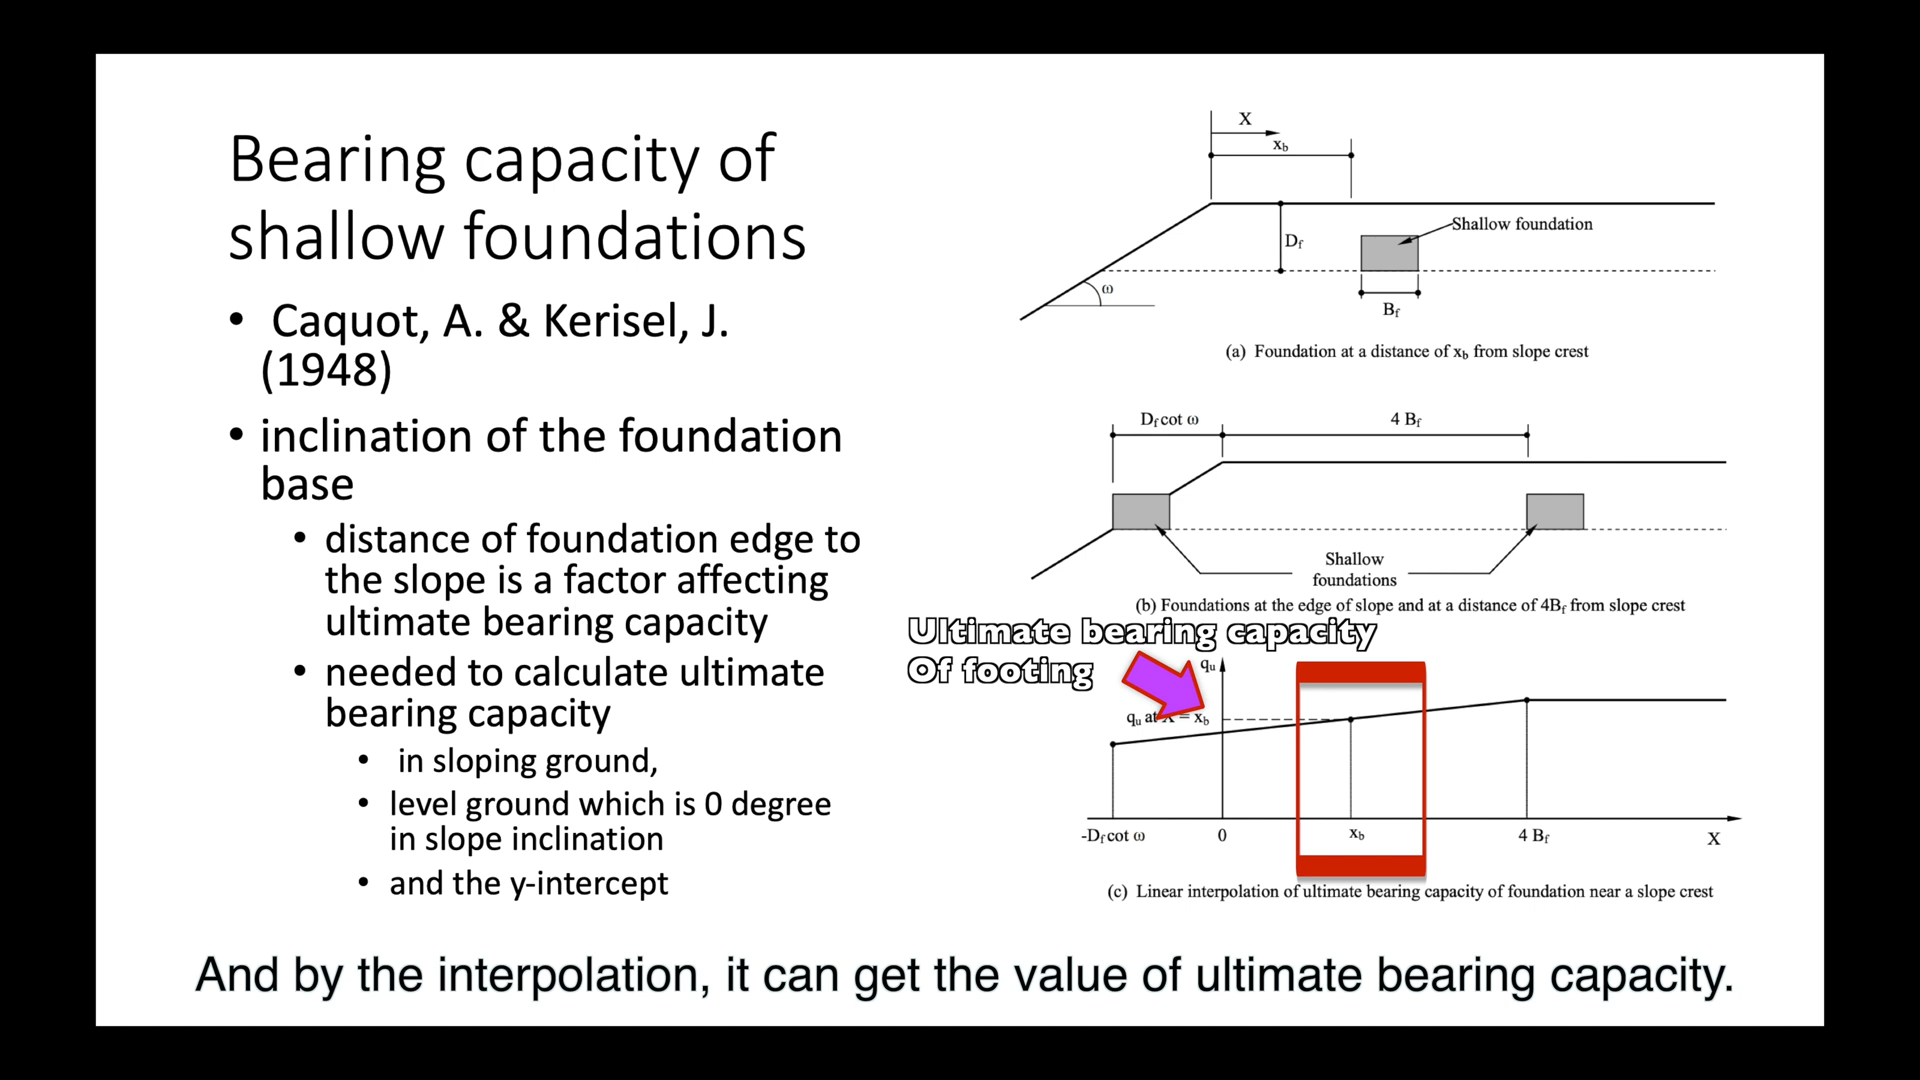 Bearing capacity of
shallow foundations
• Caquot, A. & Kerisel, J.
(1948)
• inclination of the foundation
base
• distance of foundation edge to
the slope is a factor affecting
ultimate bearing capacity
• needed to calculate ultimate
bearing capacity
• in sloping ground,
• level ground which is 0 degree
in slope inclination
• and the y-intercept
X
xb
Shallow foundation
Df
ω
Bf
(a) Foundation at a distance of xb from slope crest
Df cot ω
4 Bf
Shallow
foundations
(b) Foundations at the edge of slope and at a distance of 4Bf from slope crest
Ultimate bearing capacity
Of footing
qu
qu at X = xb
-Df cot ω
0
xb
4 Bf
X
(c) Linear interpolation of ultimate bearing capacity of foundation near a slope crest
And by the interpolation, it can get the value of ultimate bearing capacity.